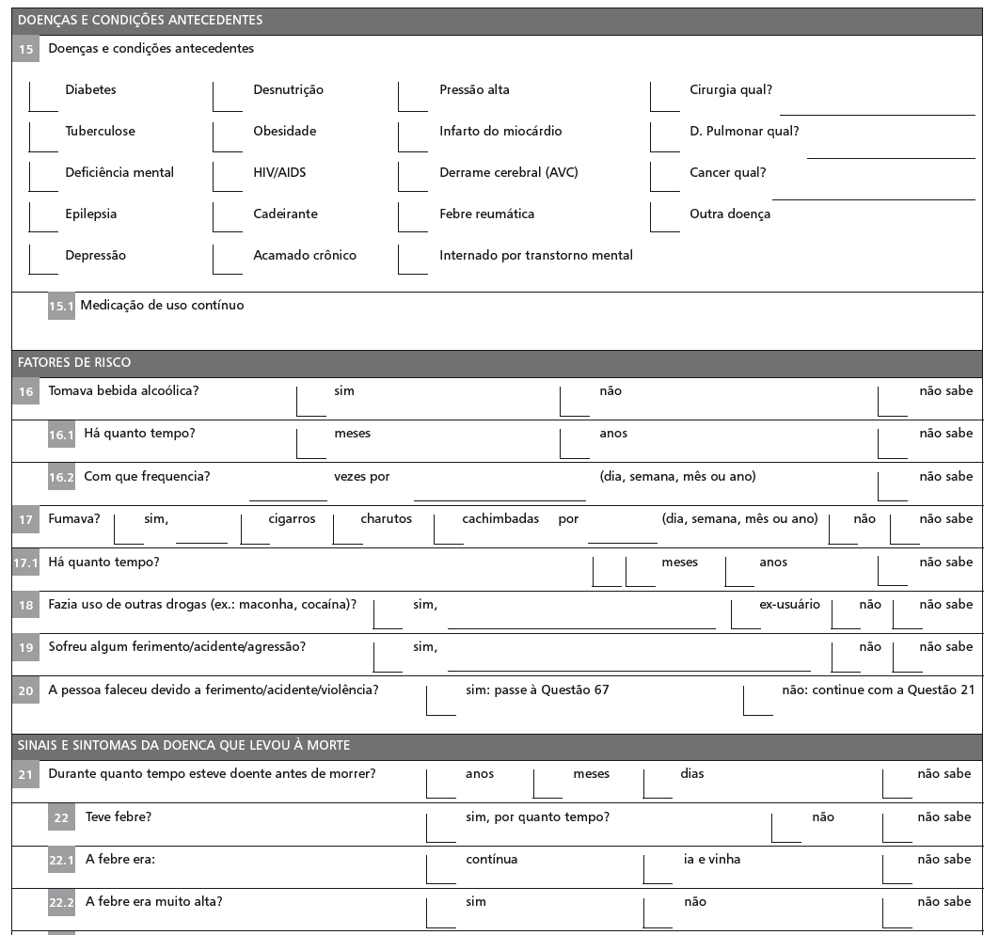 DOENÇAS E CONDIÇÕES ANTECEDENTES
15 Doenças e condições antecedentes
Diabetes Desnutrição Pressão alta Cirurgia qual?
Tuberculose Obesidade Infarto do miocárdio D. Pulmonar qual?
Deficiência mental HIV/AIDS Derrame cerebral (AVC) Cancer qual?
Epilepsia Cadeirante Febre reumática Outra doença
Depressão Acamado crônico Internado por transtorno mental
15.1 Medicação de uso contínuo
FATORES DE RISCO
16 Tomava bebida alcoólica? sim não não sabe
16.1 Há quanto tempo? meses anos não sabe
16.2 Com que frequencia? vezes por (dia, semana, mês ou ano) não sabe
17 Fumava? sim, cigarros charutos cachimbadas por (dia, semana, mês ou ano) não não sabe
17.1 Há quanto tempo? meses anos não sabe
18 Fazia uso de outras drogas (ex.: maconha, cocaína)? sim, ex-usuário não não sabe
19 Sofreu algum ferimento/acidente/agressão? sim, não não sabe
20 A pessoa faleceu devido a ferimento/acidente/violência? sim: passe à Questão 67 não: continue com a Questão 21
SINAIS E SINTOMAS DA DOENCA QUE LEVOU À MORTE
21 Durante quanto tempo esteve doente antes de morrer? anos meses dias não sabe
22 Teve febre? sim, por quanto tempo? não não sabe
22.1 A febre era: contínua ia e vinha não sabe
22.2 A febre era muito alta? sim não não sabe